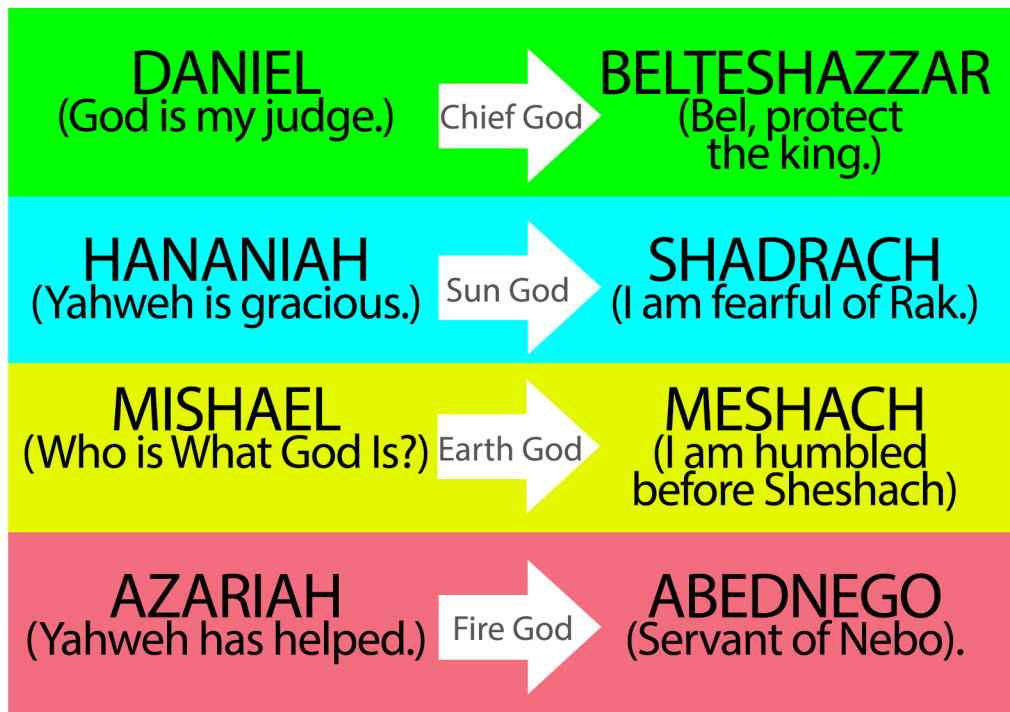 DANIEL
(God is my judge.)
Chief God
BELTESHAZZAR
(Bel, protect
the king.)
HANANIAH
(Yahweh is gracious.)
Sun God
SHADRACH
(I am fearful of Rak.)
MISHAEL
(Who is What God Is?)
Earth God
MESHACH
(I am humbled
before Sheshach)
AZARIAH
(Yahweh has helped.)
Fire God
ABEDNEGO
(Servant of Nebo).